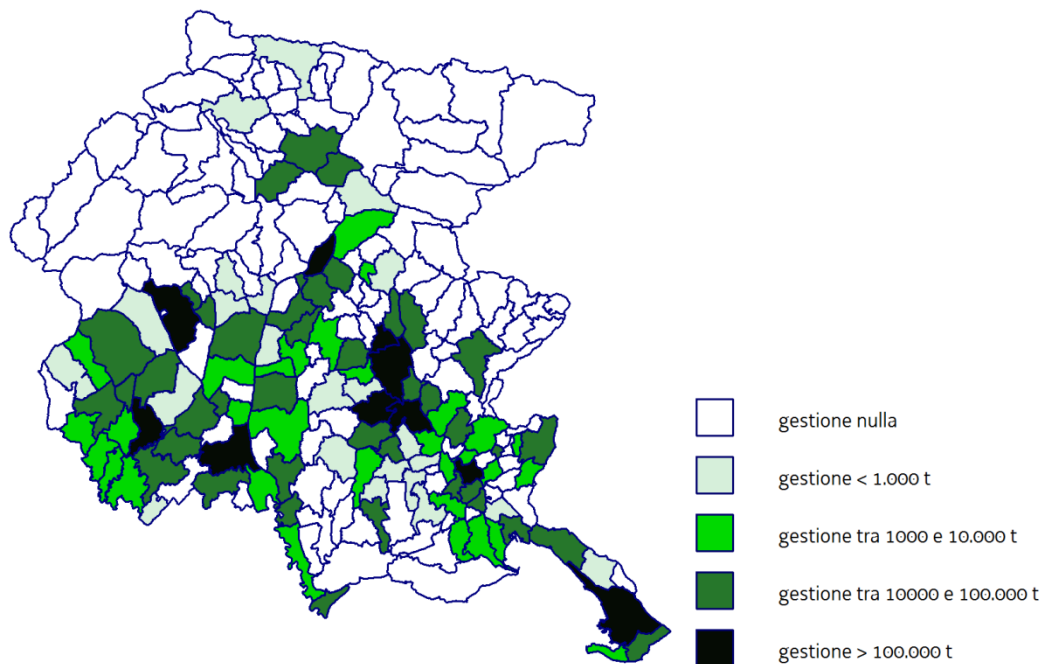 gestione nulla
gestione < 1.000 t
gestione tra 1000 e 10.000 t
gestione tra 10000 e 100.000 t
gestione > 100.000 t